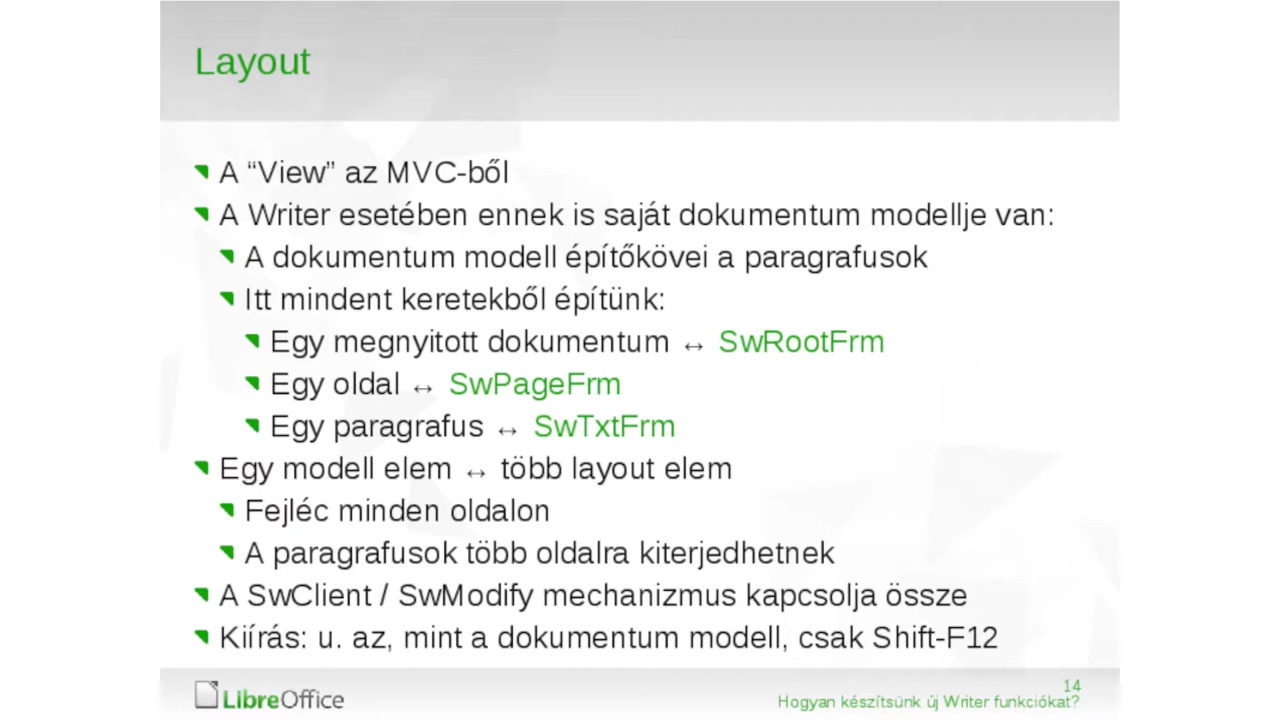 Layout
A “View” az MVC-ből
A Writer esetében ennek is saját dokumentum modellje van:
A dokumentum modell építőkövei a paragrafusok
Itt mindent keretekből építünk:
Egy megnyitott dokumentum ↔ SwRootFrm
Egy oldal ↔ SwPageFrm
Egy paragrafus ↔ SwTxtFrm
Egy modell elem ↔ több layout elem
Fejléc minden oldalon
A paragrafusok több oldalra kiterjedhetnek
A SwClient / SwModify mechanizmus kapcsolja össze
Kiírás: u. az, mint a dokumentum modell, csak Shift-F12
LibreOffice
14
Hogyan készítsünk új Writer funkciókat?